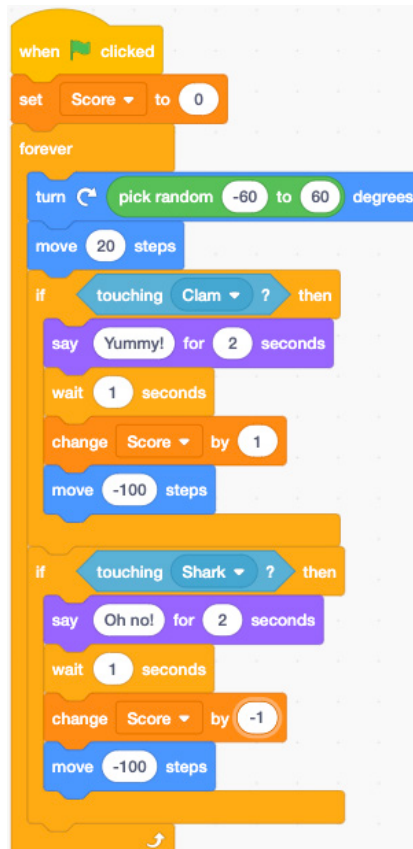 when clicked
set Score to 0
forever
turn pick random -60 to 60 degrees
move 20 steps
if touching Clam ? then
say Yummy! for 2 seconds
wait 1 seconds
change Score by 1
move -100 steps
if touching Shark ? then
say Oh no! for 2 seconds
wait 1 seconds
change Score by -1
move -100 steps